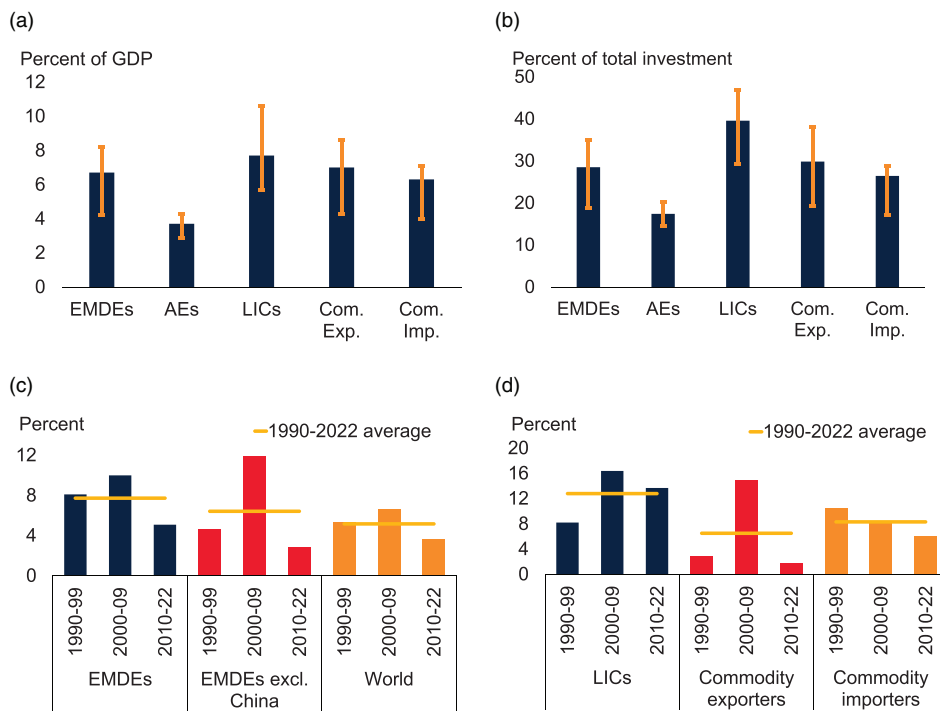 (a)
Percent of GDP
12
10
8
6
4
2
0
EMDEs
AEs
LICs
Com.
Exp.
Com.
Imp.
(b)
Percent of total investment
50
40
30
20
10
0
EMDEs
AEs
LICs
Com.
Exp.
Com.
Imp.
(c)
Percent
1990-2022 average
12
8
4
0
1990-99
2000-09
2010-22
1990-99
2000-09
2010-22
1990-99
2000-09
2010-22
EMDEs
EMDEs excl.
China
World
(d)
Percent
1990-2022 average
20
16
12
8
4
0
1990-99
2000-09
2010-22
1990-99
2000-09
2010-22
1990-99
2000-09
2010-22
LICs
Commodity
exporters
Commodity
importers